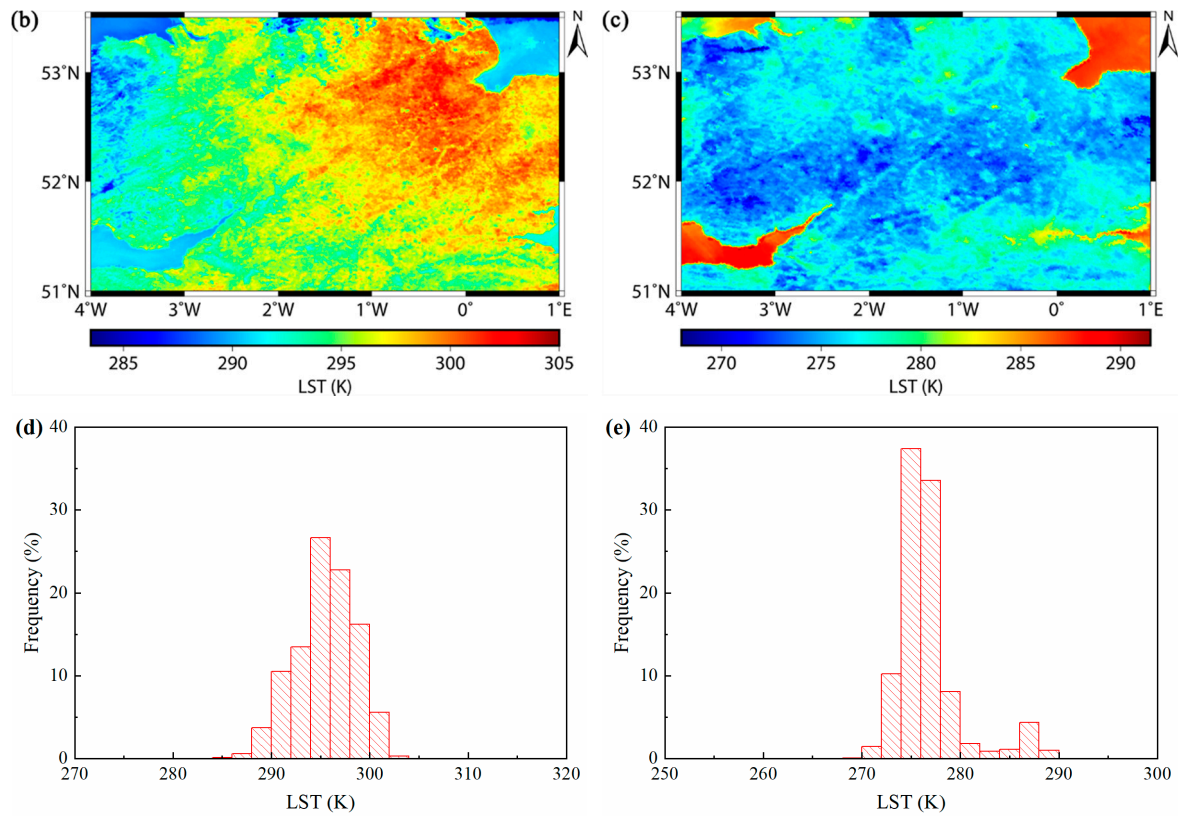 (b)
N
53°N
52°N
51°N
4°W 3°W 2°W 1°W 0° 1°E
285 290 295 300 305
LST (K)
(c)
N
53°N
52°N
51°N
4°W 3°W 2°W 1°W 0° 1°E
270 275 280 285 290
LST (K)
(d)
40
30
20
10
0
Frequency (%)
270 280 290 300 310 320
LST (K)
(e)
40
30
20
10
0
Frequency (%)
250 260 270 280 290 300
LST (K)